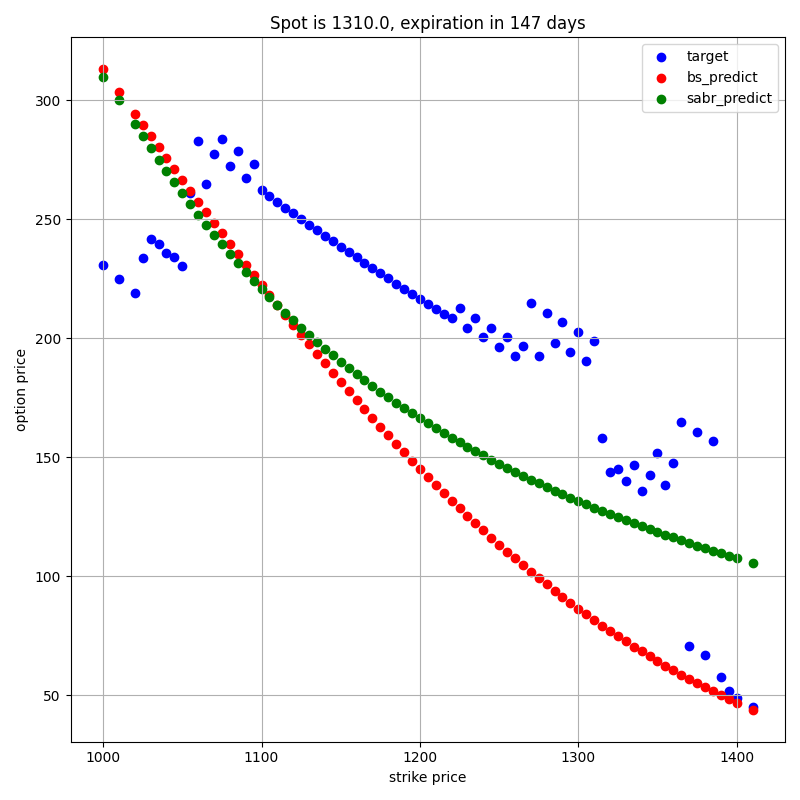 Spot is 1310.0, expiration in 147 days
target
bs_predict
sabr_predict
300
250
200
150
100
50
option price
1000 1100 1200 1300 1400
strike price